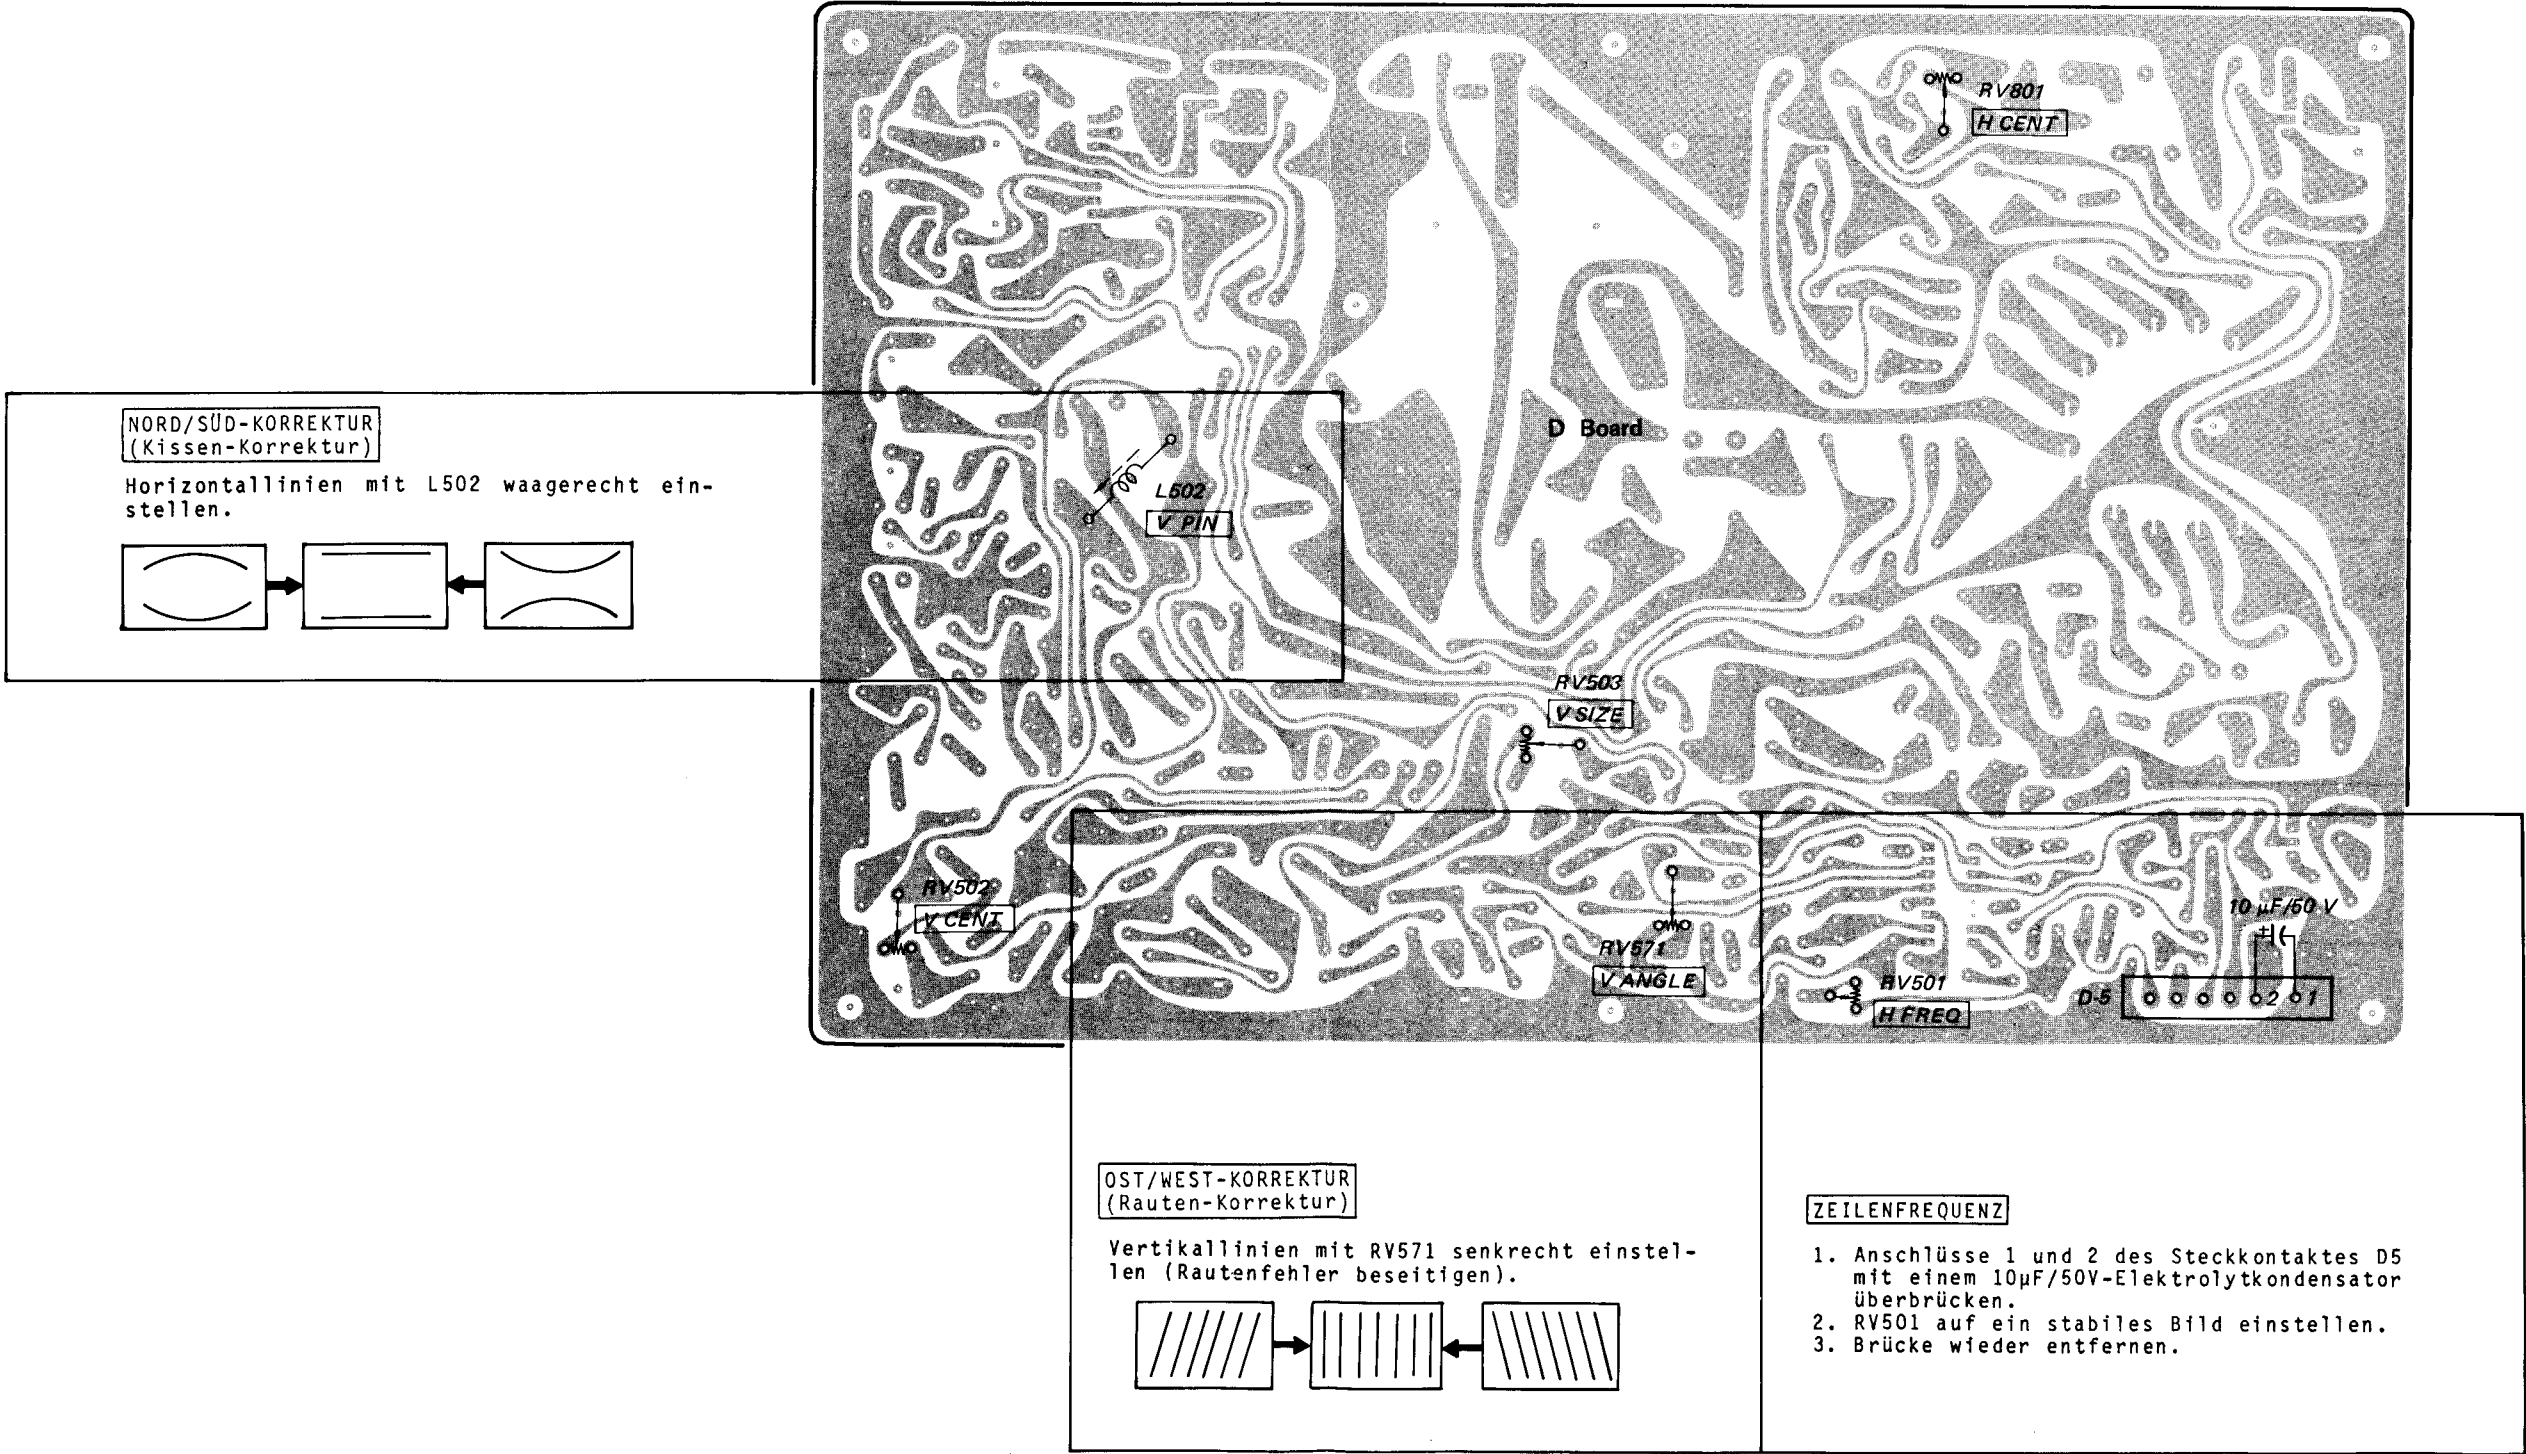 RV801
H CENT
NORD/SÜD-KORREKTUR
(Kissen-Korrektur)
Horizontallinien mit L502 waagerecht ein-
stellen.
D Board
L502
V PIN
RV503
V SIZE
RV502
V CENT
RV571
V ANGLE
RV501
H FREQ
10 µF/50 V
+
D-5
2 1
OST/WEST-KORREKTUR
(Rauten-Korrektur)
Vertikallinien mit RV571 senkrecht einstel-
len (Rautenfehler beseitigen).
ZEILENFREQUENZ
1. Anschlüsse 1 und 2 des Steckkontaktes D5
mit einem 10µF/50V-Elektrolytkondensator
überbrücken.
2. RV501 auf ein stabiles Bild einstellen.
3. Brücke wieder entfernen.